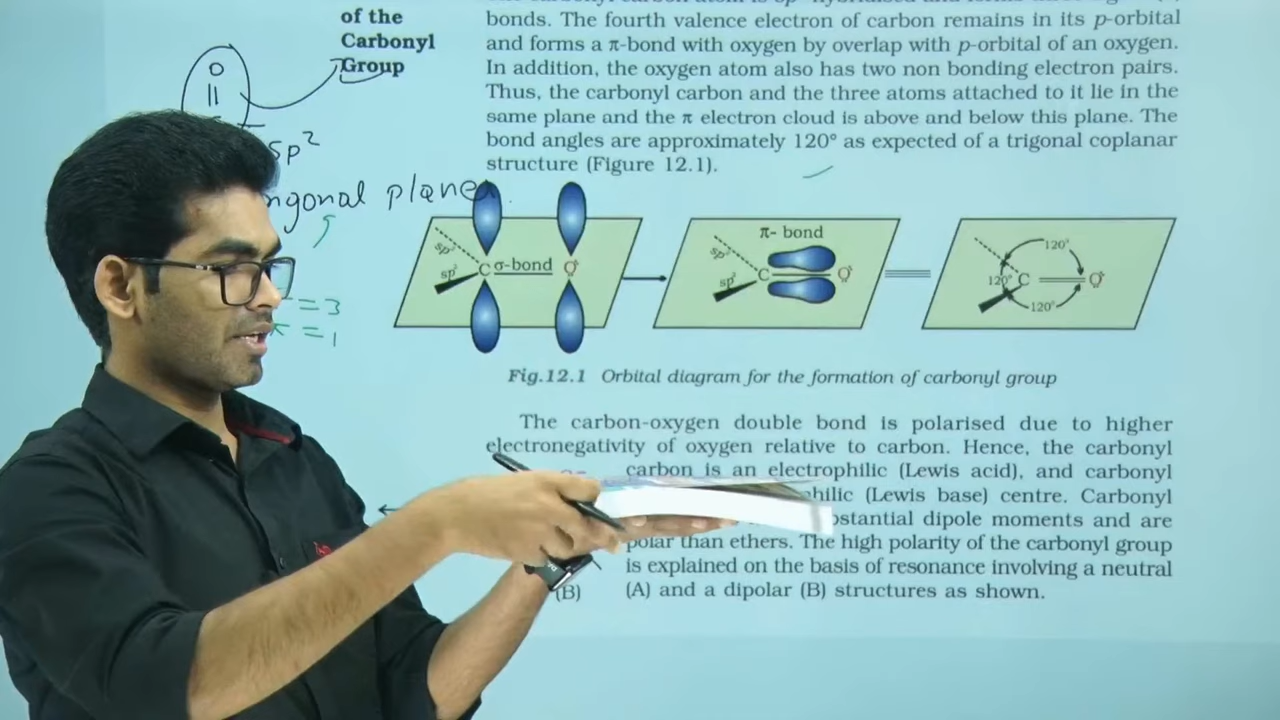 of the
Carbonyl
Group
bonds. The fourth valence electron of carbon remains in its p-orbital
and forms a π-bond with oxygen by overlap with p-orbital of an oxygen.
In addition, the oxygen atom also has two non bonding electron pairs.
Thus, the carbonyl carbon and the three atoms attached to it lie in the
same plane and the π electron cloud is above and below this plane. The
bond angles are approximately 120° as expected of a trigonal coplanar
structure (Figure 12.1).
O
||
sp²
planer
= 3
= 1
sp²
sp²
C σ-bond O
π- bond
sp²
sp²
C O
120°
120° C O
120°
Fig.12.1 Orbital diagram for the formation of carbonyl group
The carbon-oxygen double bond is polarised due to higher
electronegativity of oxygen relative to carbon. Hence, the carbonyl
carbon is an electrophilic (Lewis acid), and carbonyl
(Lewis base) centre. Carbonyl
dipole moments and are
polar than ethers. The high polarity of the carbonyl group
is explained on the basis of resonance involving a neutral
(B) (A) and a dipolar (B) structures as shown.